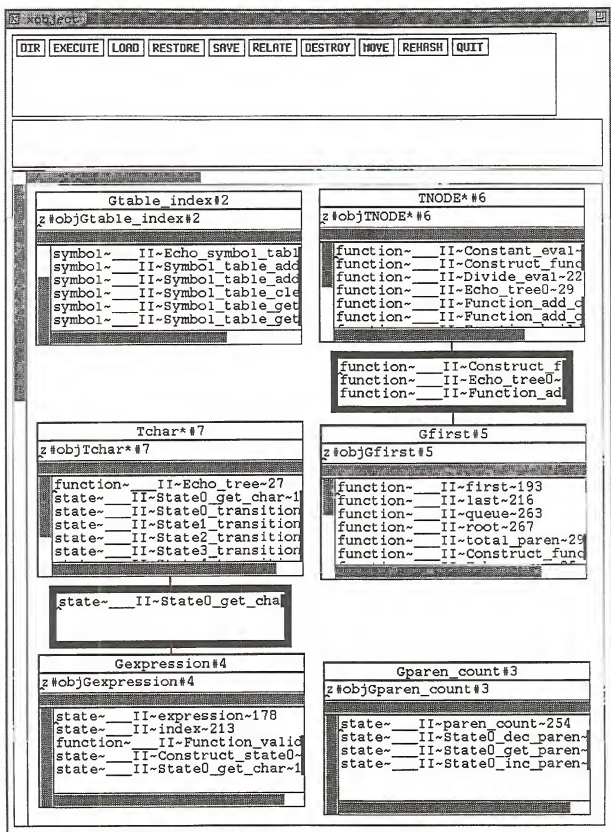 xobject
DIR EXECUTE LOAD RESTORE SAVE RELATE DESTROY MOVE REHASH QUIT
Gtable_index#2
z#objGtable_index#2
symbol~___II~Echo_symbol_tabl
symbol~___II~Symbol_table_add
symbol~___II~Symbol_table_add
symbol~___II~Symbol_table_cle
symbol~___II~Symbol_table_get
symbol~___II~Symbol_table_get
TNODE*#6
z#objTNODE*#6
function~___II~Constant_eval~
function~___II~Construct_func
function~___II~Divide_eval~22
function~___II~Echo_tree0~29
function~___II~Function_add_c
function~___II~Function_add_c
function~___II~Construct_f
function~___II~Echo_tree0~
function~___II~Function_ad
Tchar*#7
z#objTchar*#7
function~___II~Echo_tree~27
state~___II~State0_get_char~1
state~___II~State0_transition
state~___II~State1_transition
state~___II~State2_transition
state~___II~State3_transition
Gfirst#5
z#objGfirst#5
function~___II~first~193
function~___II~last~216
function~___II~queue~263
function~___II~root~267
function~___II~total_paren~29
function~___II~Construct_func
state~___II~State0_get_cha
Gexpression#4
z#objGexpression#4
state~___II~expression~178
state~___II~index~213
function~___II~Function_valid
state~___II~Construct_state0~
state~___II~State0_get_char~1
Gparen_count#3
z#objGparen_count#3
state~___II~paren_count~254
state~___II~State0_dec_paren~
state~___II~State0_get_paren~
state~___II~State0_inc_paren~